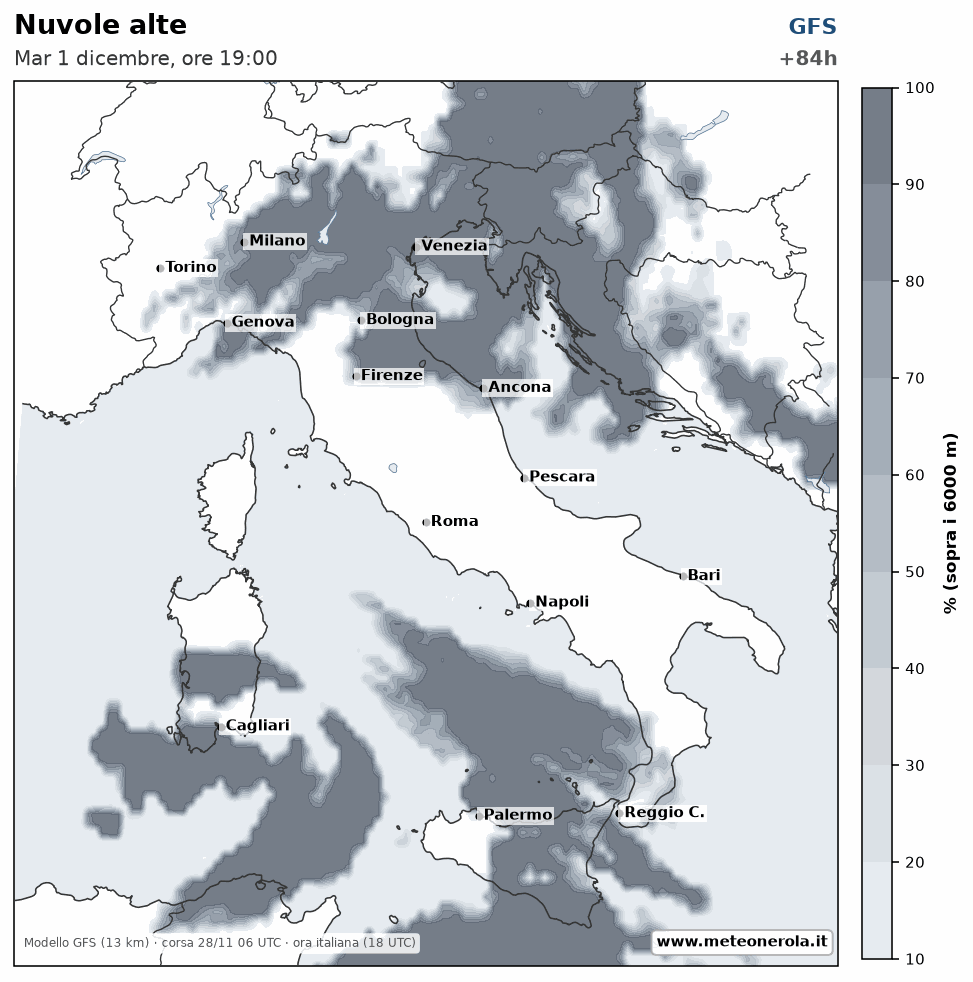 Nuvole alte
GFS
Mar 1 dicembre, ore 19:00
+84h
Milano
Venezia
Torino
Genova
Bologna
Firenze
Ancona
Pescara
Roma
Bari
Napoli
Cagliari
Palermo
Reggio C.
100
90
80
70
60
50
40
30
20
10
% (sopra i 6000 m)
Modello GFS (13 km) · corsa 28/11 06 UTC · ora italiana (18 UTC)
www.meteonerola.it